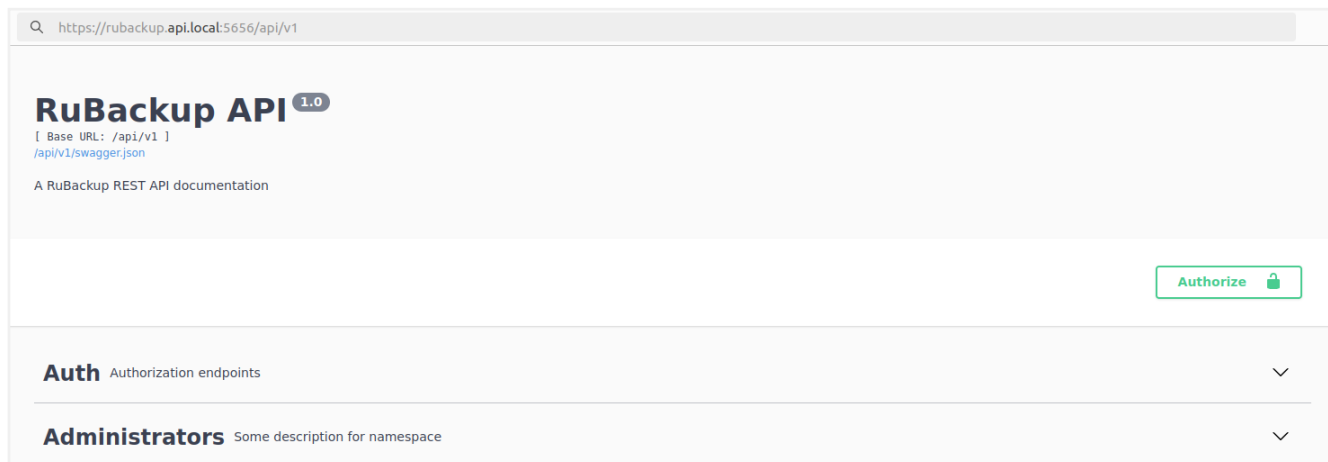 https://rubackup.api.local:5656/api/v1
RuBackup API 1.0
[ Base URL: /api/v1 ]
/api/v1/swagger.json
A RuBackup REST API documentation
Authorize
Auth Authorization endpoints
Administrators Some description for namespace